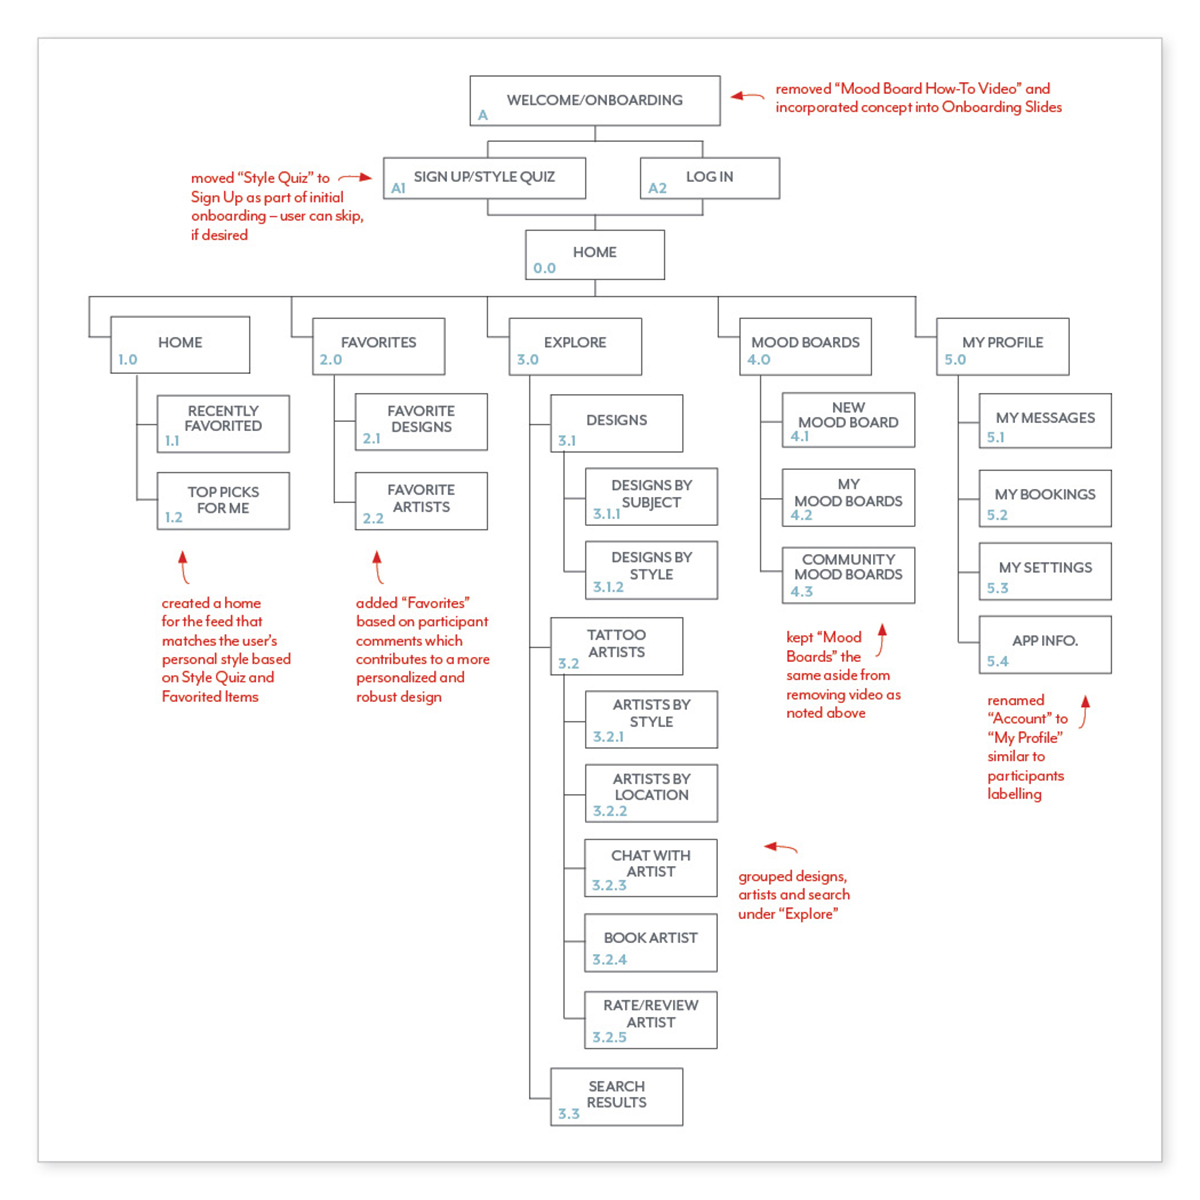 WELCOME/ONBOARDING
A
removed “Mood Board How-To Video” and
incorporated concept into Onboarding Slides
moved “Style Quiz” to
Sign Up as part of initial
onboarding – user can skip,
if desired
SIGN UP/STYLE QUIZ
A1
LOG IN
A2
HOME
0.0
HOME
1.0
FAVORITES
2.0
EXPLORE
3.0
MOOD BOARDS
4.0
MY PROFILE
5.0
RECENTLY
FAVORITED
1.1
TOP PICKS
FOR ME
1.2
created a home
for the feed that
matches the user's
personal style based
on Style Quiz and
Favorited Items
FAVORITE
DESIGNS
2.1
FAVORITE
ARTISTS
2.2
added “Favorites”
based on participant
comments which
contributes to a more
personalized and
robust design
DESIGNS
3.1
DESIGNS BY
SUBJECT
3.1.1
DESIGNS BY
STYLE
3.1.2
TATTOO
ARTISTS
3.2
ARTISTS BY
STYLE
3.2.1
ARTISTS BY
LOCATION
3.2.2
CHAT WITH
ARTIST
3.2.3
BOOK ARTIST
3.2.4
RATE/REVIEW
ARTIST
3.2.5
SEARCH
RESULTS
3.3
grouped designs,
artists and search
under “Explore”
NEW
MOOD BOARD
4.1
MY
MOOD BOARDS
4.2
COMMUNITY
MOOD BOARDS
4.3
kept “Mood
Boards” the
same aside from
removing video as
noted above
MY MESSAGES
5.1
MY BOOKINGS
5.2
MY SETTINGS
5.3
APP INFO.
5.4
renamed
“Account” to
“My Profile”
similar to
participants
labelling